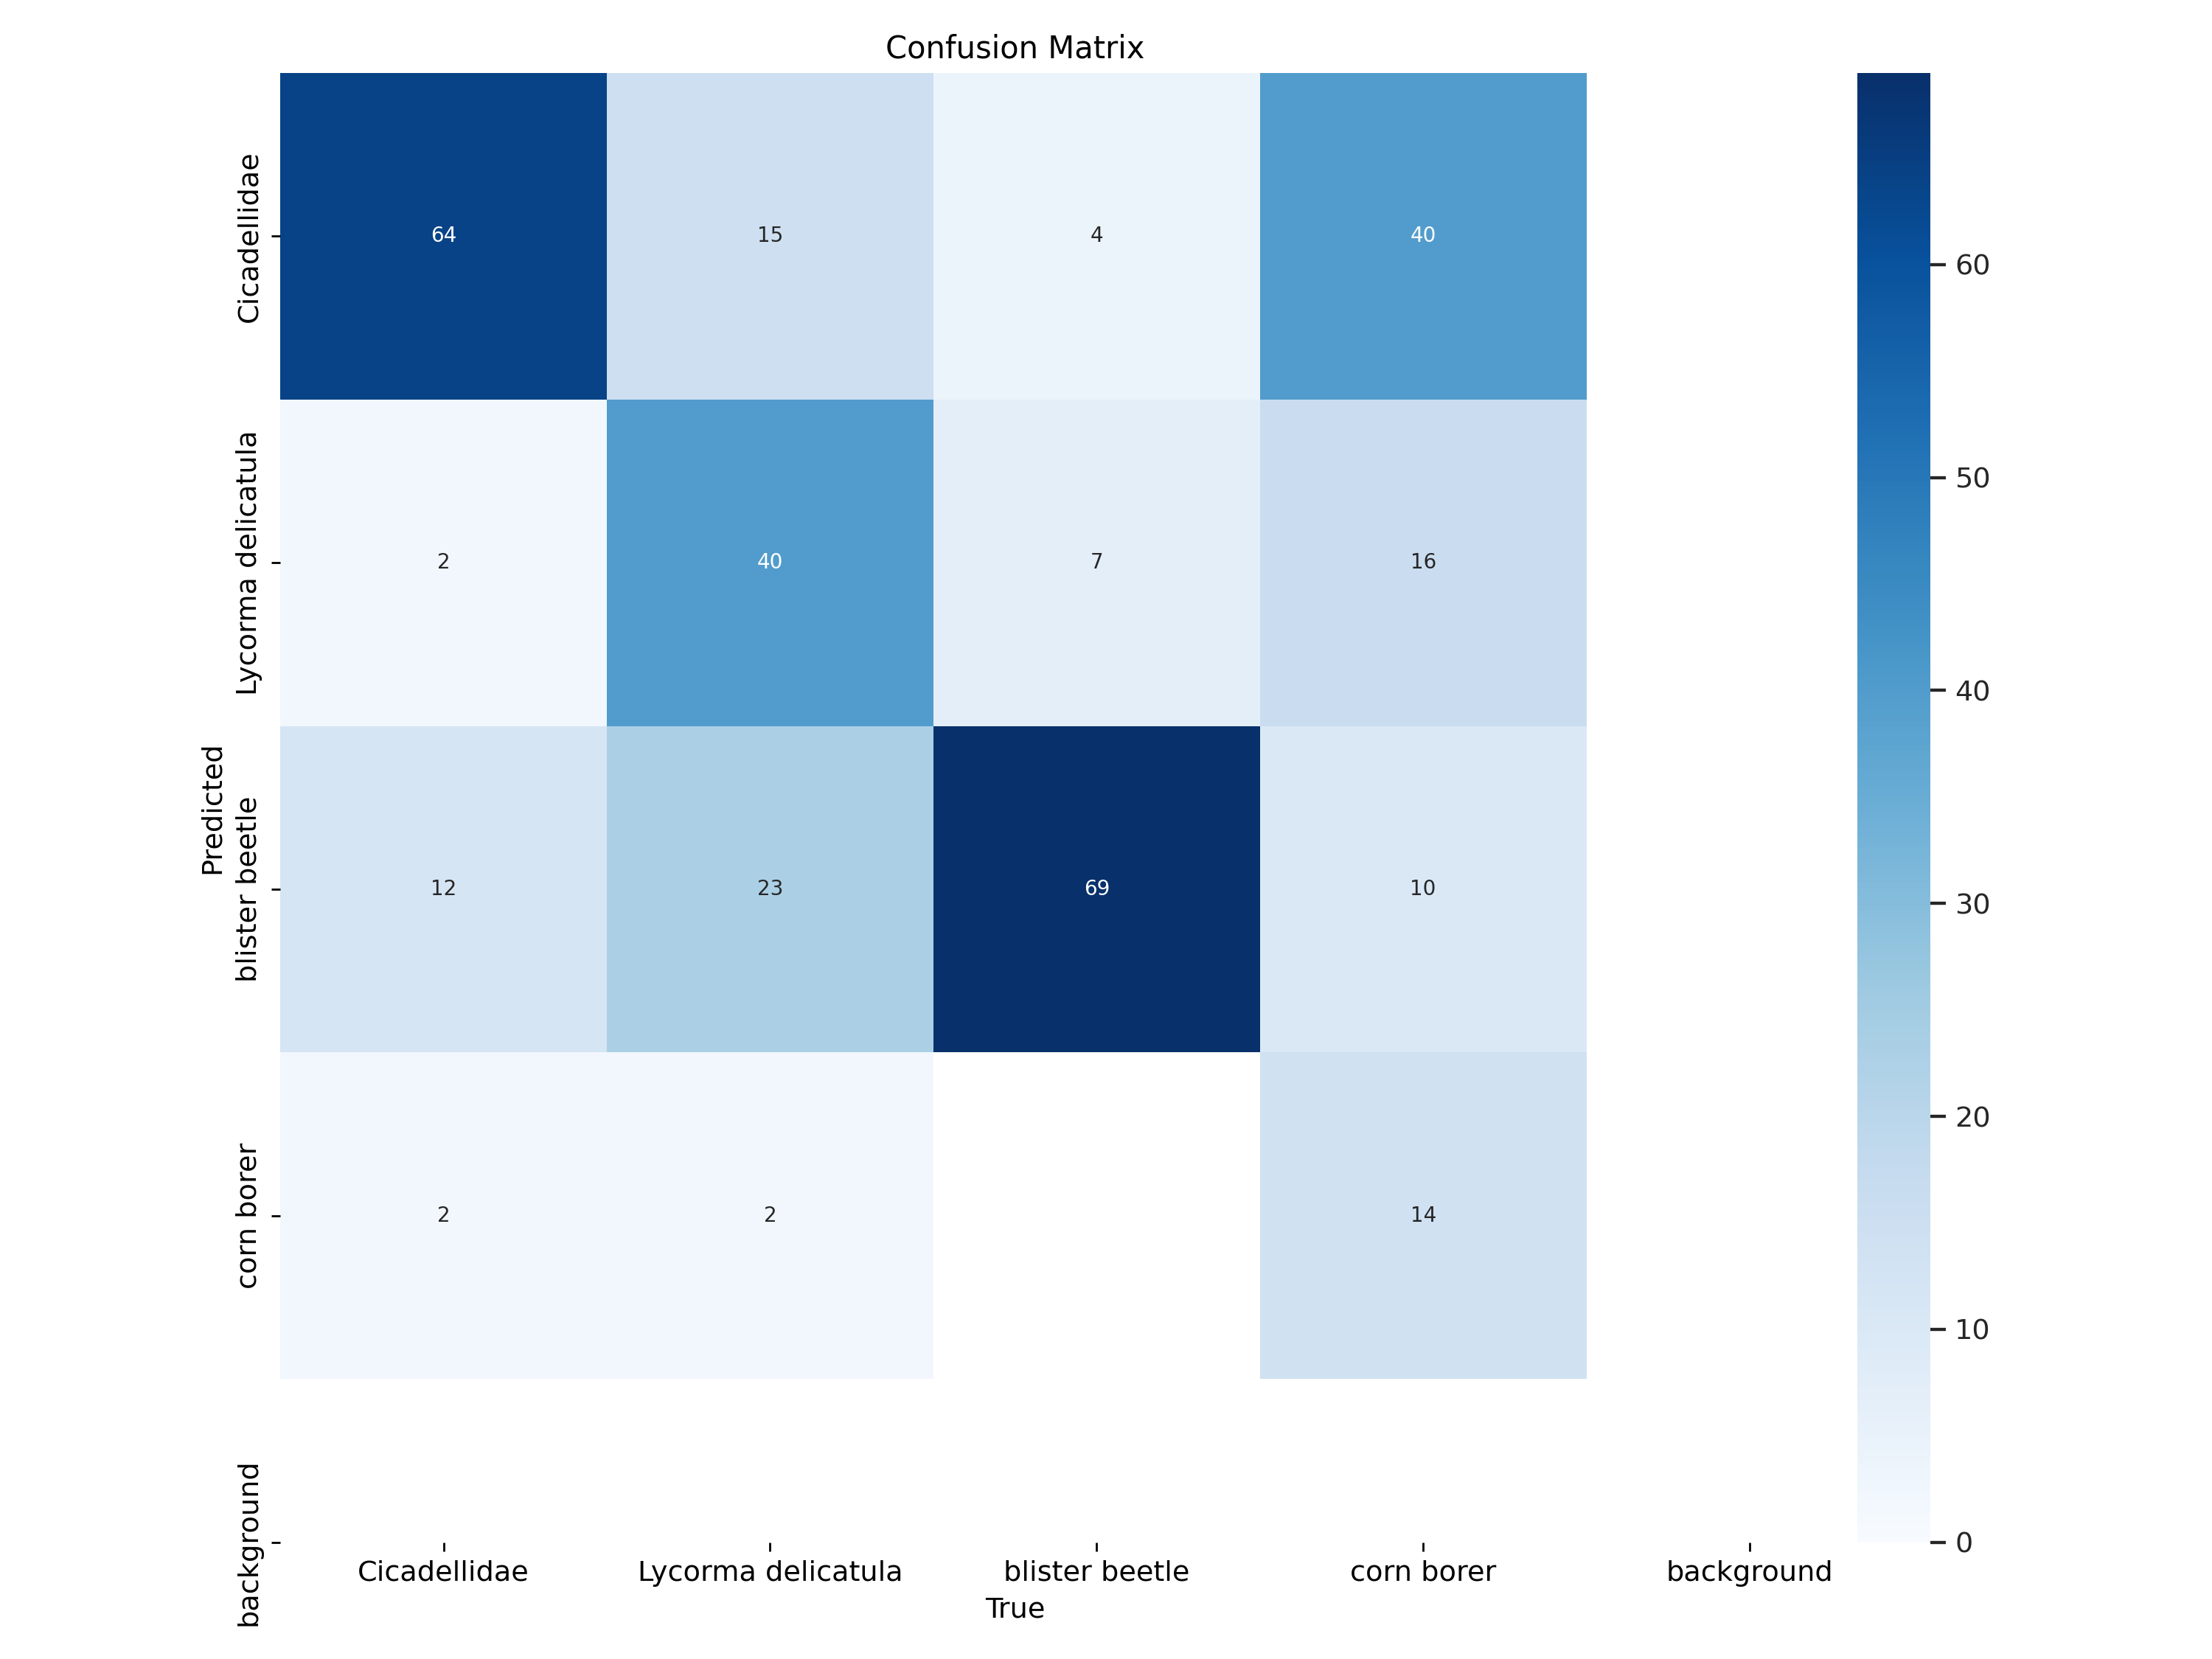 Confusion Matrix
Cicadellidae
64 15 4 40
60
50
Lycorma delicatula
2 40 7 16
40
Predicted
30
blister beetle
12 23 69 10
20
corn borer
2 2 14
10
background
0
Cicadellidae Lycorma delicatula blister beetle corn borer background
True